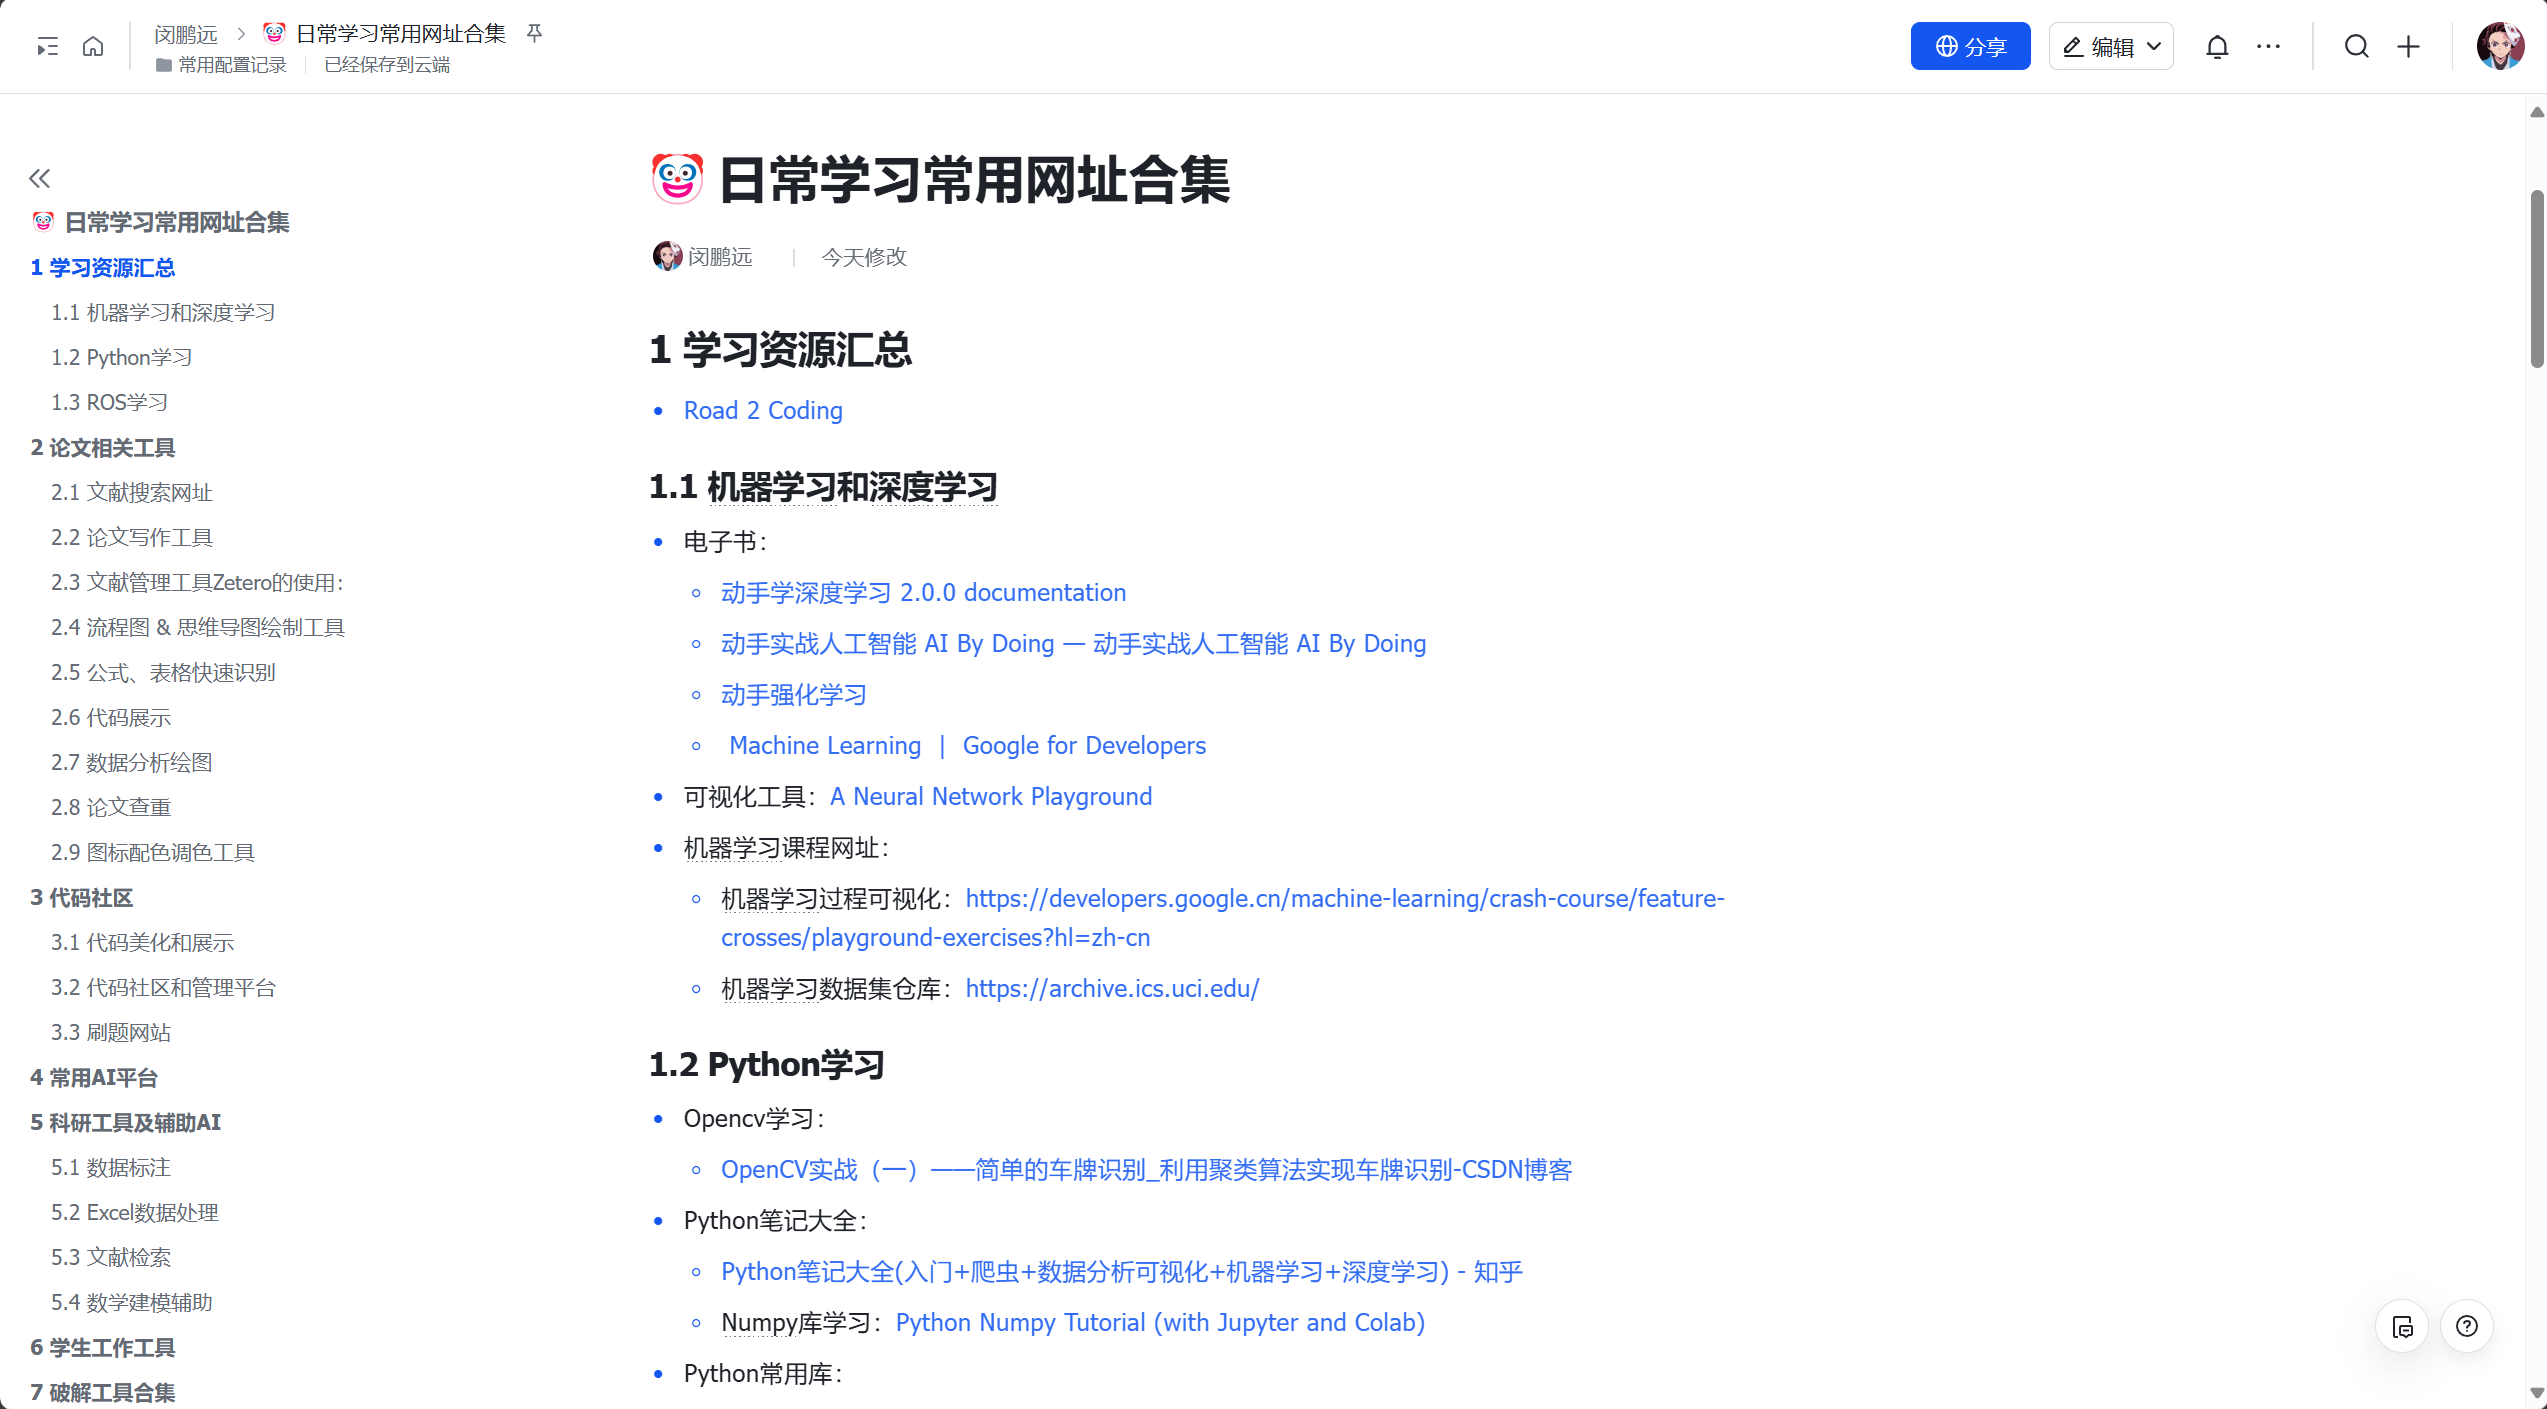 闵鹏远
日常学习常用网址合集
常用配置记录
已经保存到云端
分享
编辑
日常学习常用网址合集
1 学习资源汇总
1.1 机器学习和深度学习
1.2 Python学习
1.3 ROS学习
2 论文相关工具
2.1 文献搜索网址
2.2 论文写作工具
2.3 文献管理工具Zetero的使用：
2.4 流程图 & 思维导图绘制工具
2.5 公式、表格快速识别
2.6 代码展示
2.7 数据分析绘图
2.8 论文查重
2.9 图标配色调色工具
3 代码社区
3.1 代码美化和展示
3.2 代码社区和管理平台
3.3 刷题网站
4 常用AI平台
5 科研工具及辅助AI
5.1 数据标注
5.2 Excel数据处理
5.3 文献检索
5.4 数学建模辅助
6 学生工作工具
7 破解工具合集
日常学习常用网址合集
闵鹏远 | 今天修改
1 学习资源汇总
Road 2 Coding
1.1 机器学习和深度学习
电子书：
动手学深度学习 2.0.0 documentation
动手实战人工智能 AI By Doing — 动手实战人工智能 AI By Doing
动手强化学习
Machine Learning | Google for Developers
可视化工具：A Neural Network Playground
机器学习课程网址：
机器学习过程可视化：https://developers.google.cn/machine-learning/crash-course/feature-
crosses/playground-exercises?hl=zh-cn
机器学习数据集仓库：https://archive.ics.uci.edu/
1.2 Python学习
Opencv学习：
OpenCV实战（一）——简单的车牌识别_利用聚类算法实现车牌识别-CSDN博客
Python笔记大全：
Python笔记大全(入门+爬虫+数据分析可视化+机器学习+深度学习) - 知乎
Numpy库学习：Python Numpy Tutorial (with Jupyter and Colab)
Python常用库：